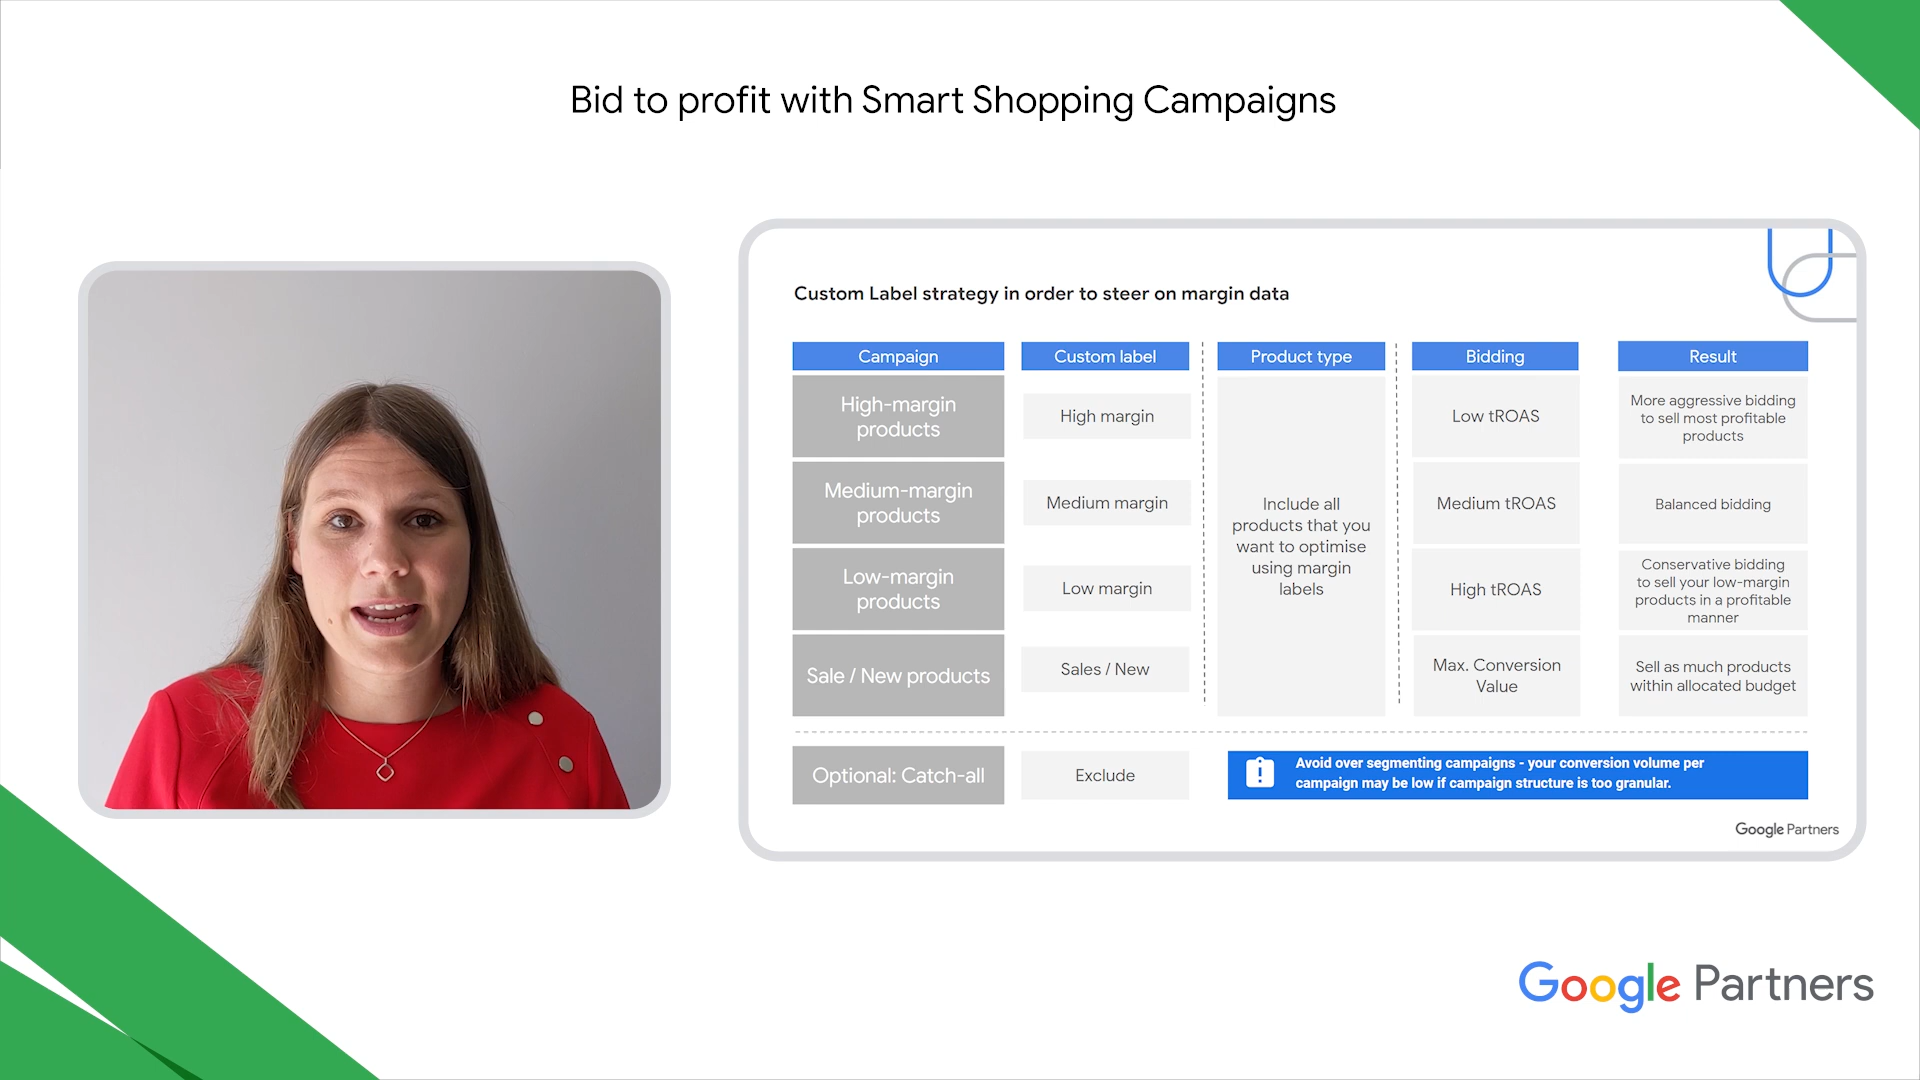 Bid to profit with Smart Shopping Campaigns
Custom Label strategy in order to steer on margin data
Campaign
Custom label
Product type
Bidding
Result
High-margin
products
High margin
Low tROAS
More aggressive bidding
to sell most profitable
products
Medium-margin
products
Medium margin
Include all
products that you
want to optimise
using margin
labels
Medium tROAS
Balanced bidding
Low-margin
products
Low margin
High tROAS
Conservative bidding
to sell your low-margin
products in a profitable
manner
Sale / New products
Sales / New
Max. Conversion
Value
Sell as much products
within allocated budget
Optional: Catch-all
Exclude
Avoid over segmenting campaigns - your conversion volume per
campaign may be low if campaign structure is too granular.
Google Partners
Google Partners